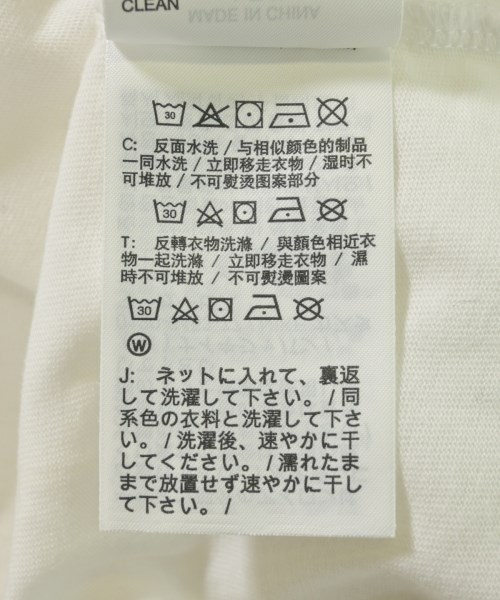 CLEAN
MADE IN CHINA
30
C: 反面水洗 / 与相似颜色的制品
一同水洗 / 立即移走衣物 / 湿时不
可堆放 / 不可熨烫图案部分
30
T: 反轉衣物洗滌 / 與顏色相近衣
物一起洗滌 / 立即移走衣物 / 濕
時不可堆放 / 不可熨燙圖案
30
W
J: ネットに入れて、裏返
して洗濯して下さい。/ 同
系色の衣料と洗濯して下さ
い。/ 洗濯後、速やかに干
してください。/ 濡れたま
まで放置せず速やかに干し
て下さい。/